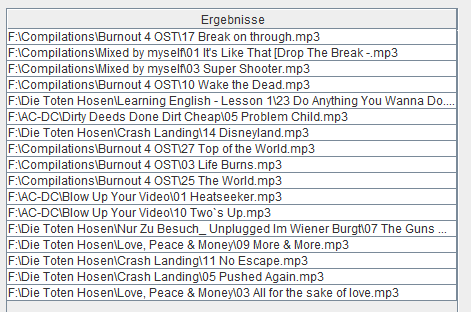 Ergebnisse
F:\Compilations\Burnout 4 OST\17 Break on through.mp3
F:\Compilations\Mixed by myself\01 It's Like That [Drop The Break -.mp3
F:\Compilations\Mixed by myself\03 Super Shooter.mp3
F:\Compilations\Burnout 4 OST\10 Wake the Dead.mp3
F:\Die Toten Hosen\Learning English - Lesson 1\23 Do Anything You Wanna Do....
F:\AC-DC\Dirty Deeds Done Dirt Cheap\05 Problem Child.mp3
F:\Die Toten Hosen\Crash Landing\14 Disneyland.mp3
F:\Compilations\Burnout 4 OST\27 Top of the World.mp3
F:\Compilations\Burnout 4 OST\03 Life Burns.mp3
F:\Compilations\Burnout 4 OST\25 The World.mp3
F:\AC-DC\Blow Up Your Video\01 Heatseeker.mp3
F:\AC-DC\Blow Up Your Video\10 Two`s Up.mp3
F:\Die Toten Hosen\Nur Zu Besuch_ Unplugged Im Wiener Burgt\07 The Guns ...
F:\Die Toten Hosen\Love, Peace & Money\09 More & More.mp3
F:\Die Toten Hosen\Crash Landing\11 No Escape.mp3
F:\Die Toten Hosen\Crash Landing\05 Pushed Again.mp3
F:\Die Toten Hosen\Love, Peace & Money\03 All for the sake of love.mp3